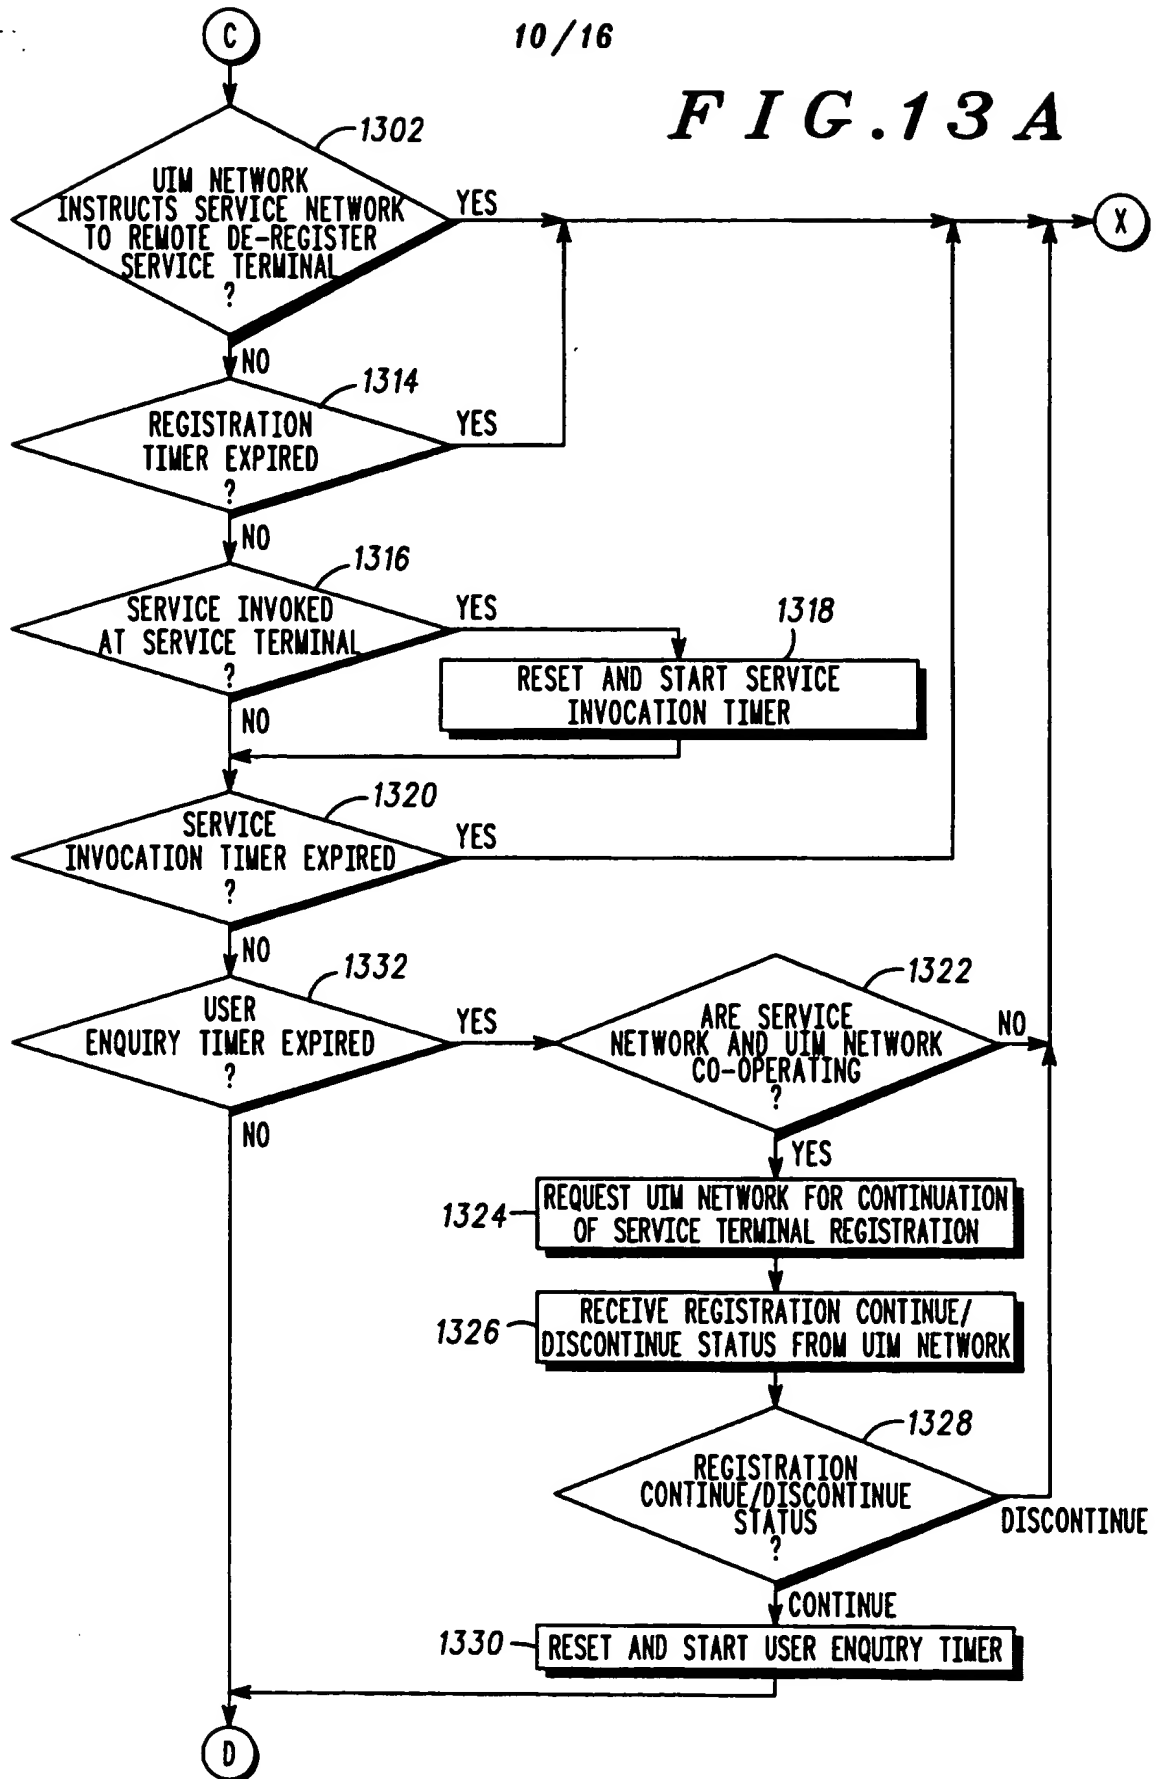 C
10/16
FIG.13A
1302
UIM NETWORK
INSTRUCTS SERVICE NETWORK
TO REMOTE DE-REGISTER
SERVICE TERMINAL
?
YES
X
NO
1314
REGISTRATION
TIMER EXPIRED
?
YES
NO
1316
SERVICE INVOKED
AT SERVICE TERMINAL
?
YES
1318
RESET AND START SERVICE
INVOCATION TIMER
NO
1320
SERVICE
INVOCATION TIMER EXPIRED
?
YES
NO
1332
USER
ENQUIRY TIMER EXPIRED
?
YES
1322
ARE SERVICE
NETWORK AND UIM NETWORK
CO-OPERATING
?
NO
NO
YES
1324
REQUEST UIM NETWORK FOR CONTINUATION
OF SERVICE TERMINAL REGISTRATION
1326
RECEIVE REGISTRATION CONTINUE/
DISCONTINUE STATUS FROM UIM NETWORK
1328
REGISTRATION
CONTINUE/DISCONTINUE
STATUS
?
DISCONTINUE
CONTINUE
1330
RESET AND START USER ENQUIRY TIMER
D